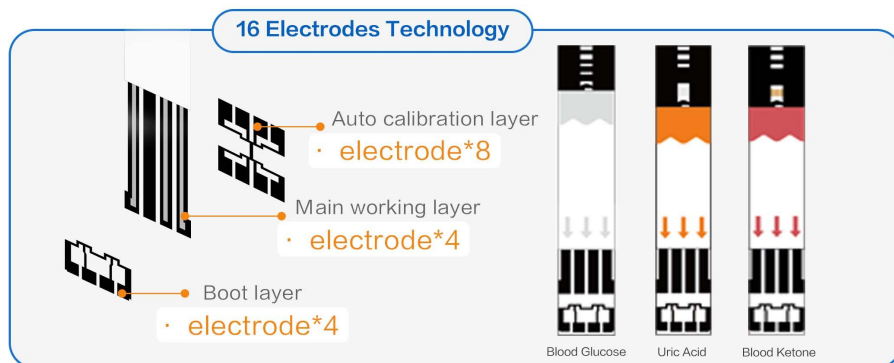 16 Electrodes Technology
Auto calibration layer
· electrode*8
Main working layer
· electrode*4
Boot layer
· electrode*4
Blood Glucose
Uric Acid
Blood Ketone